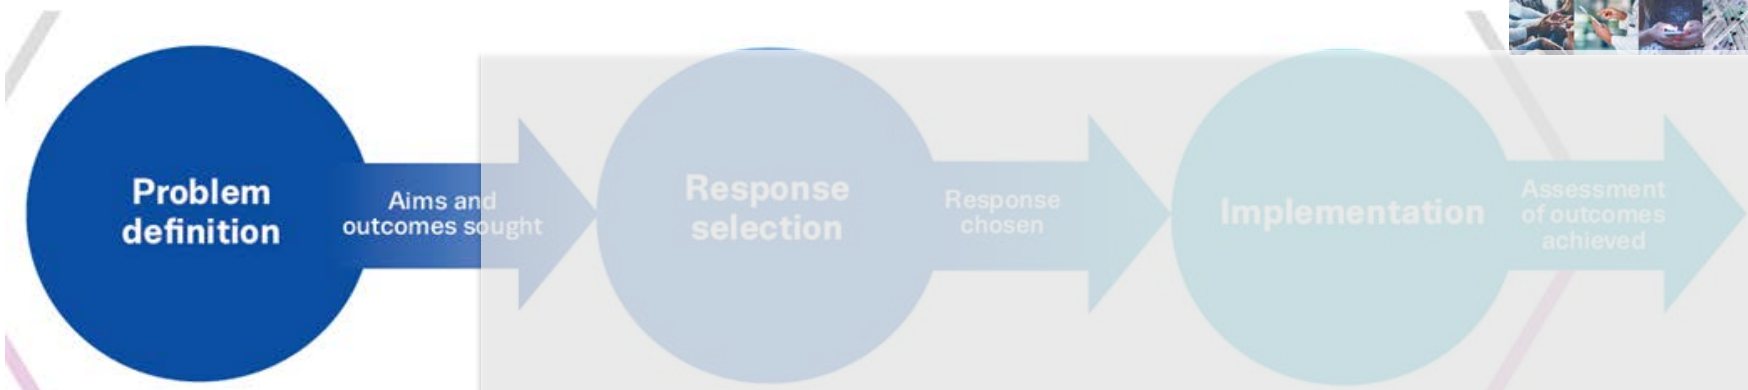 Problem
definition
Aims and
outcomes sought
Response
selection
Response
chosen
Implementation
Assessment
of outcomes
achieved